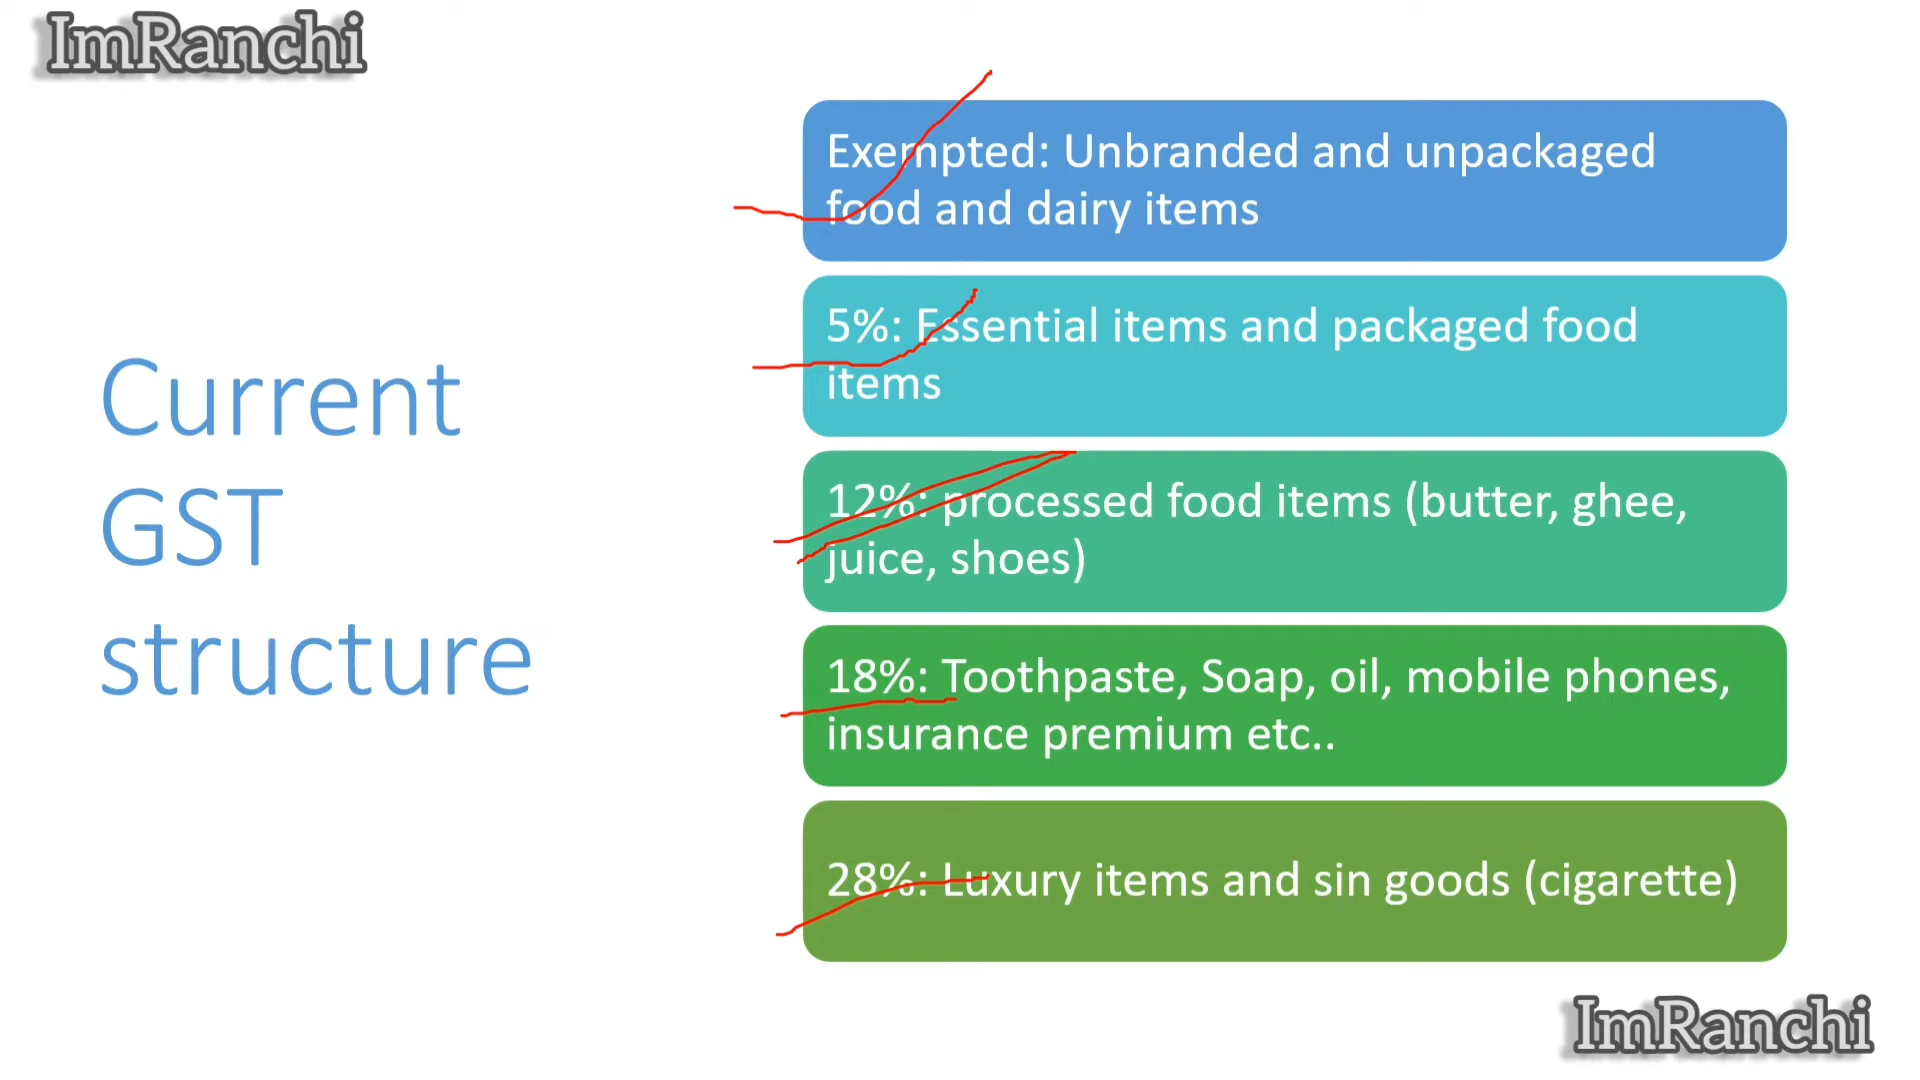 ImRanchi
Current
GST
structure
Exempted: Unbranded and unpackaged
food and dairy items
5%: Essential items and packaged food
items
12%: processed food items (butter, ghee,
juice, shoes)
18%: Toothpaste, Soap, oil, mobile phones,
insurance premium etc..
28%: Luxury items and sin goods (cigarette)
ImRanchi